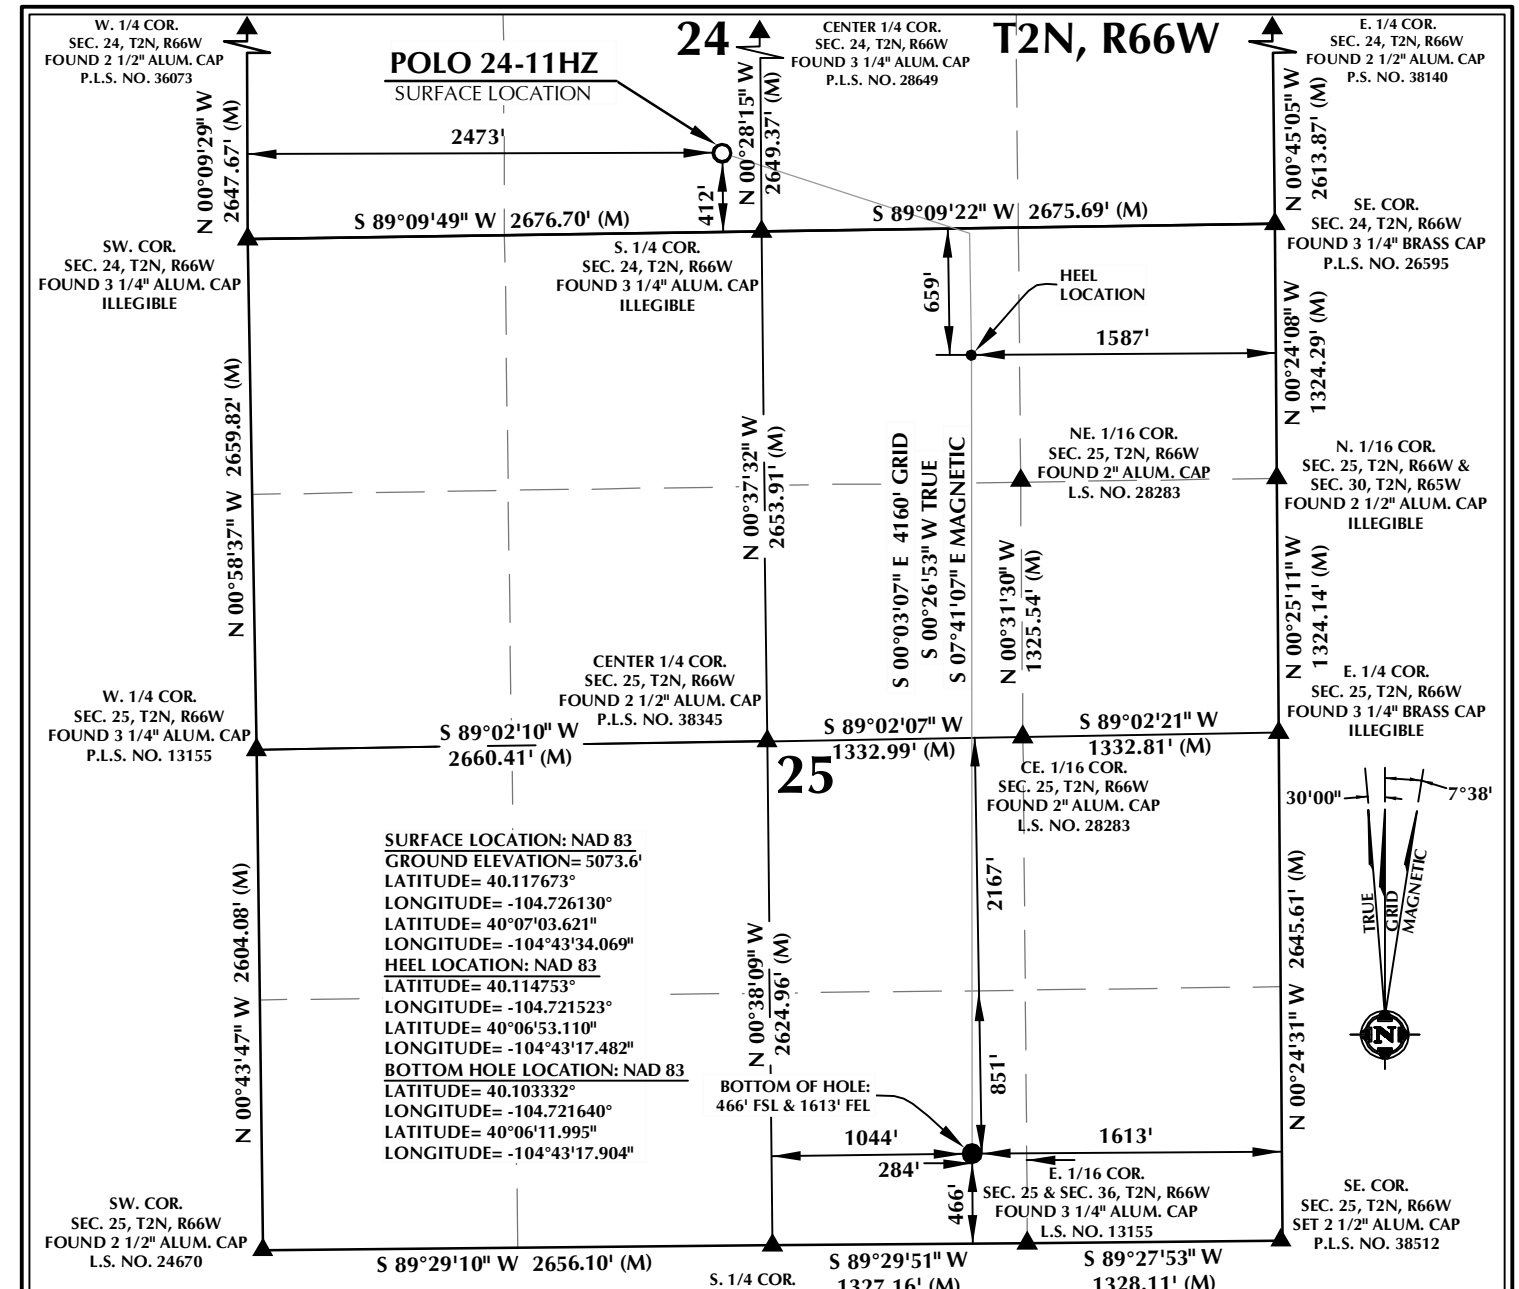 W. 1/4 COR.
SEC. 24, T2N, R66W
FOUND 2 1/2" ALUM. CAP
P.L.S. NO. 36073
24
CENTER 1/4 COR.
SEC. 24, T2N, R66W
FOUND 3 1/4" ALUM. CAP
P.L.S. NO. 28649
T2N, R66W
E. 1/4 COR.
SEC. 24, T2N, R66W
FOUND 2 1/2" ALUM. CAP
P.S. NO. 38140
POLO 24-11HZ
SURFACE LOCATION
N 00°09'29" W
2647.67' (M)
2473'
412'
N 00°28'15" W
2649.37' (M)
N 00°45'05" W
2613.87' (M)
S 89°09'49" W 2676.70' (M)
S 89°09'22" W 2675.69' (M)
SW. COR.
SEC. 24, T2N, R66W
FOUND 3 1/4" ALUM. CAP
ILLEGIBLE
S. 1/4 COR.
SEC. 24, T2N, R66W
FOUND 3 1/4" ALUM. CAP
ILLEGIBLE
SE. COR.
SEC. 24, T2N, R66W
FOUND 3 1/4" BRASS CAP
P.L.S. NO. 26595
659'
HEEL
LOCATION
1587'
N 00°24'08" W
1324.29' (M)
N 00°58'37" W 2659.82' (M)
N 00°37'32" W
2653.91' (M)
S 00°03'07" E 4160' GRID
S 00°26'53" W TRUE
S 07°41'07" E MAGNETIC
NE. 1/16 COR.
SEC. 25, T2N, R66W
FOUND 2" ALUM. CAP
L.S. NO. 28283
N. 1/16 COR.
SEC. 25, T2N, R66W &
SEC. 30, T2N, R65W
FOUND 2 1/2" ALUM. CAP
ILLEGIBLE
N 00°31'30" W
1325.54' (M)
N 00°25'11" W
1324.14' (M)
W. 1/4 COR.
SEC. 25, T2N, R66W
FOUND 3 1/4" ALUM. CAP
P.L.S. NO. 13155
CENTER 1/4 COR.
SEC. 25, T2N, R66W
FOUND 2 1/2" ALUM. CAP
P.L.S. NO. 38345
E. 1/4 COR.
SEC. 25, T2N, R66W
FOUND 3 1/4" BRASS CAP
ILLEGIBLE
S 89°02'10" W
2660.41' (M)
S 89°02'07" W
1332.99' (M)
S 89°02'21" W
1332.81' (M)
25
CE. 1/16 COR.
SEC. 25, T2N, R66W
FOUND 2" ALUM. CAP
L.S. NO. 28283
30'00"
7°38'
TRUE
GRID
MAGNETIC
N
SURFACE LOCATION: NAD 83
GROUND ELEVATION= 5073.6'
LATITUDE= 40.117673°
LONGITUDE= -104.726130°
LATITUDE= 40°07'03.621"
LONGITUDE= -104°43'34.069"
HEEL LOCATION: NAD 83
LATITUDE= 40.114753°
LONGITUDE= -104.721523°
LATITUDE= 40°06'53.110"
LONGITUDE= -104°43'17.482"
BOTTOM HOLE LOCATION: NAD 83
LATITUDE= 40.103332°
LONGITUDE= -104.721640°
LATITUDE= 40°06'11.995"
LONGITUDE= -104°43'17.904"
N 00°43'47" W 2604.08' (M)
N 00°38'09" W
2624.96' (M)
2167'
851'
N 00°24'31" W 2645.61' (M)
BOTTOM OF HOLE:
466' FSL & 1613' FEL
1044'
1613'
284'
466'
E. 1/16 COR.
SEC. 25 & SEC. 36, T2N, R66W
FOUND 3 1/4" ALUM. CAP
L.S. NO. 13155
SW. COR.
SEC. 25, T2N, R66W
FOUND 2 1/2" ALUM. CAP
L.S. NO. 24670
SE. COR.
SEC. 25, T2N, R66W
SET 2 1/2" ALUM. CAP
P.L.S. NO. 38512
S 89°29'10" W 2656.10' (M)
S. 1/4 COR.
S 89°29'51" W
1327.16' (M)
S 89°27'53" W
1328.11' (M)